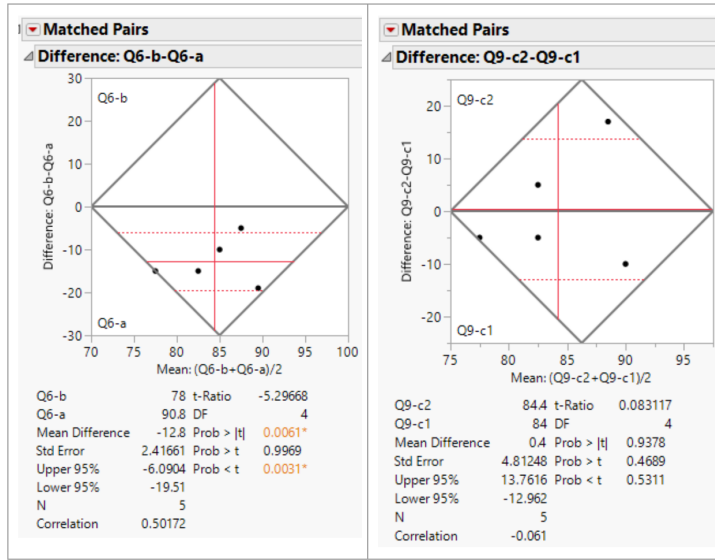 Matched Pairs
Difference: Q6-b-Q6-a
30
20
10
0
-10
-20
-30
Difference: Q6-b-Q6-a
Q6-b
Q6-a
70 75 80 85 90 95 100
Mean: (Q6-b+Q6-a)/2
Q6-b 78 t-Ratio -5.29668
Q6-a 90.8 DF 4
Mean Difference -12.8 Prob > |t| 0.0061*
Std Error 2.41661 Prob > t 0.9969
Upper 95% -6.0904 Prob < t 0.0031*
Lower 95% -19.51
N 5
Correlation 0.50172
Matched Pairs
Difference: Q9-c2-Q9-c1
20
10
0
-10
-20
Difference: Q9-c2-Q9-c1
Q9-c2
Q9-c1
75 80 85 90 95
Mean: (Q9-c2+Q9-c1)/2
Q9-c2 84.4 t-Ratio 0.083117
Q9-c1 84 DF 4
Mean Difference 0.4 Prob > |t| 0.9378
Std Error 4.81248 Prob > t 0.4689
Upper 95% 13.7616 Prob < t 0.5311
Lower 95% -12.962
N 5
Correlation -0.061